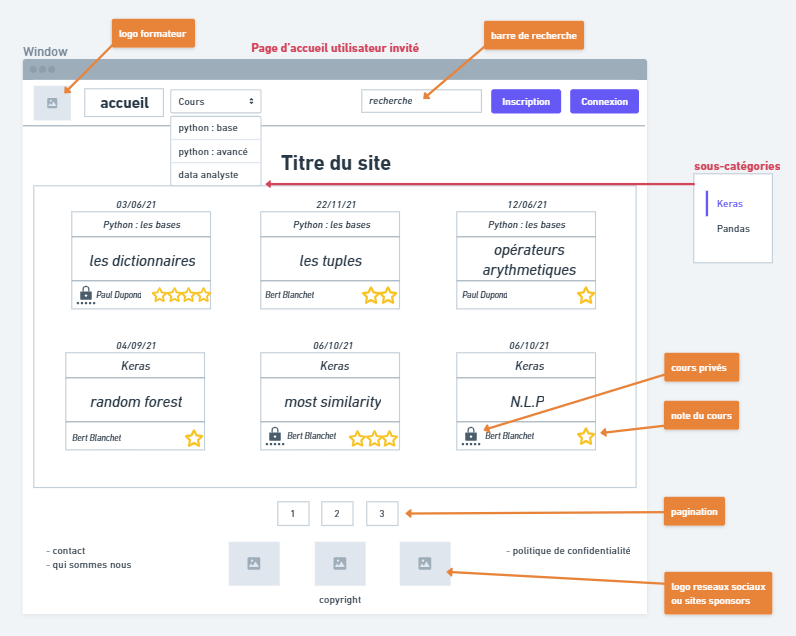 logo formateur
barre de recherche
Window
Page d'accueil utilisateur invité
accueil
Cours
recherche
Inscription
Connexion
python : base
python : avancé
data analyste
Titre du site
sous-catégories
Keras
Pandas
03/06/21
22/11/21
12/06/21
Python : les bases
Python : les bases
Python : les bases
les dictionnaires
les tuples
opérateurs
arythmetiques
Paul Dupond
Bert Blanchet
Paul Dupond
04/09/21
06/10/21
06/10/21
Keras
Keras
Keras
random forest
most similarity
N.L.P
Bert Blanchet
Bert Blanchet
Bert Blanchet
cours privés
note du cours
1
2
3
pagination
- contact
- qui sommes nous
- politique de confidentialité
logo reseaux sociaux
ou sites sponsors
copyright